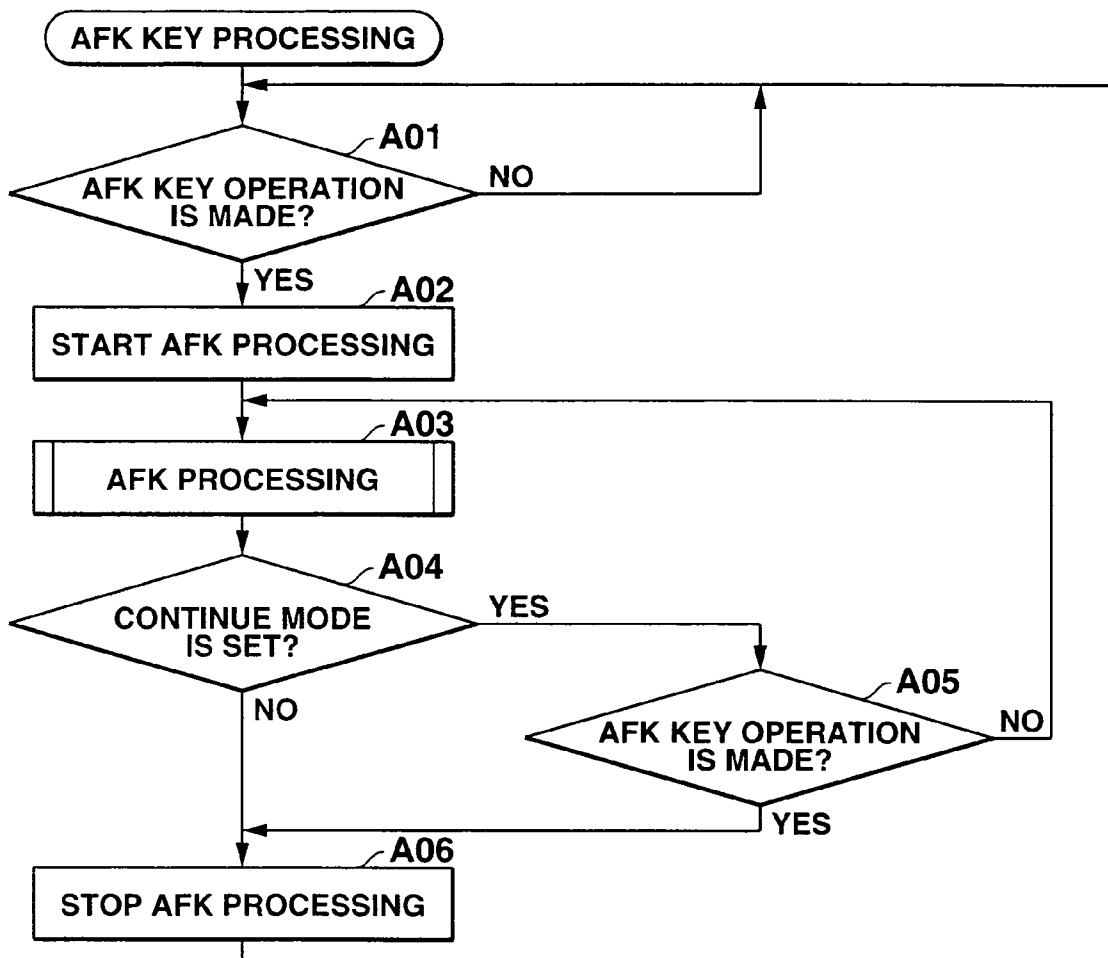 AFK KEY PROCESSING
A01
AFK KEY OPERATION
IS MADE?
NO
YES
A02
START AFK PROCESSING
A03
AFK PROCESSING
A04
CONTINUE MODE
IS SET?
YES
NO
A05
AFK KEY OPERATION
IS MADE?
NO
YES
A06
STOP AFK PROCESSING